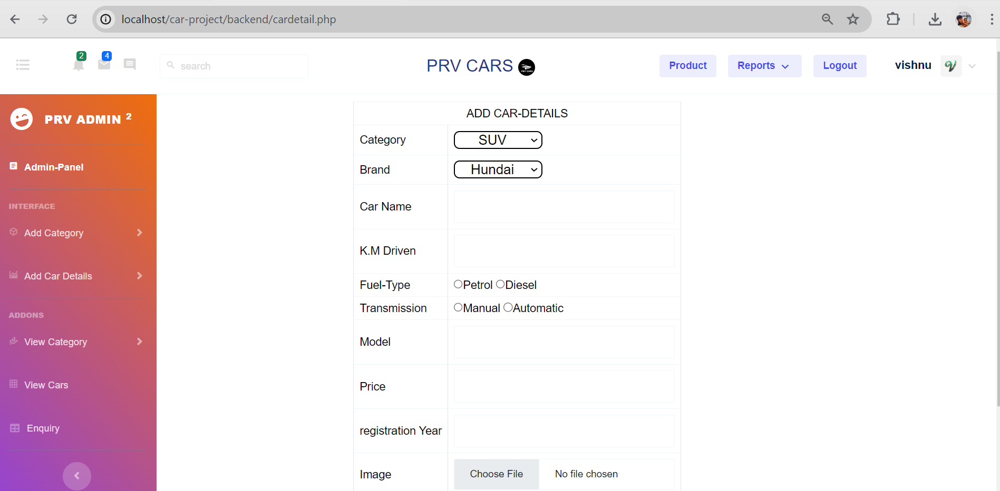 localhost/car-project/backend/cardetail.php
2
4
search
PRV CARS
PRV CARS
Product
Reports
Logout
vishnu
PRV ADMIN 2
Admin-Panel
INTERFACE
Add Category
Add Car Details
ADDONS
View Category
View Cars
Enquiry
ADD CAR-DETAILS
Category SUV
Brand Hundai
Car Name
K.M Driven
Fuel-Type Petrol Diesel
Transmission Manual Automatic
Model
Price
registration Year
Image Choose File No file chosen